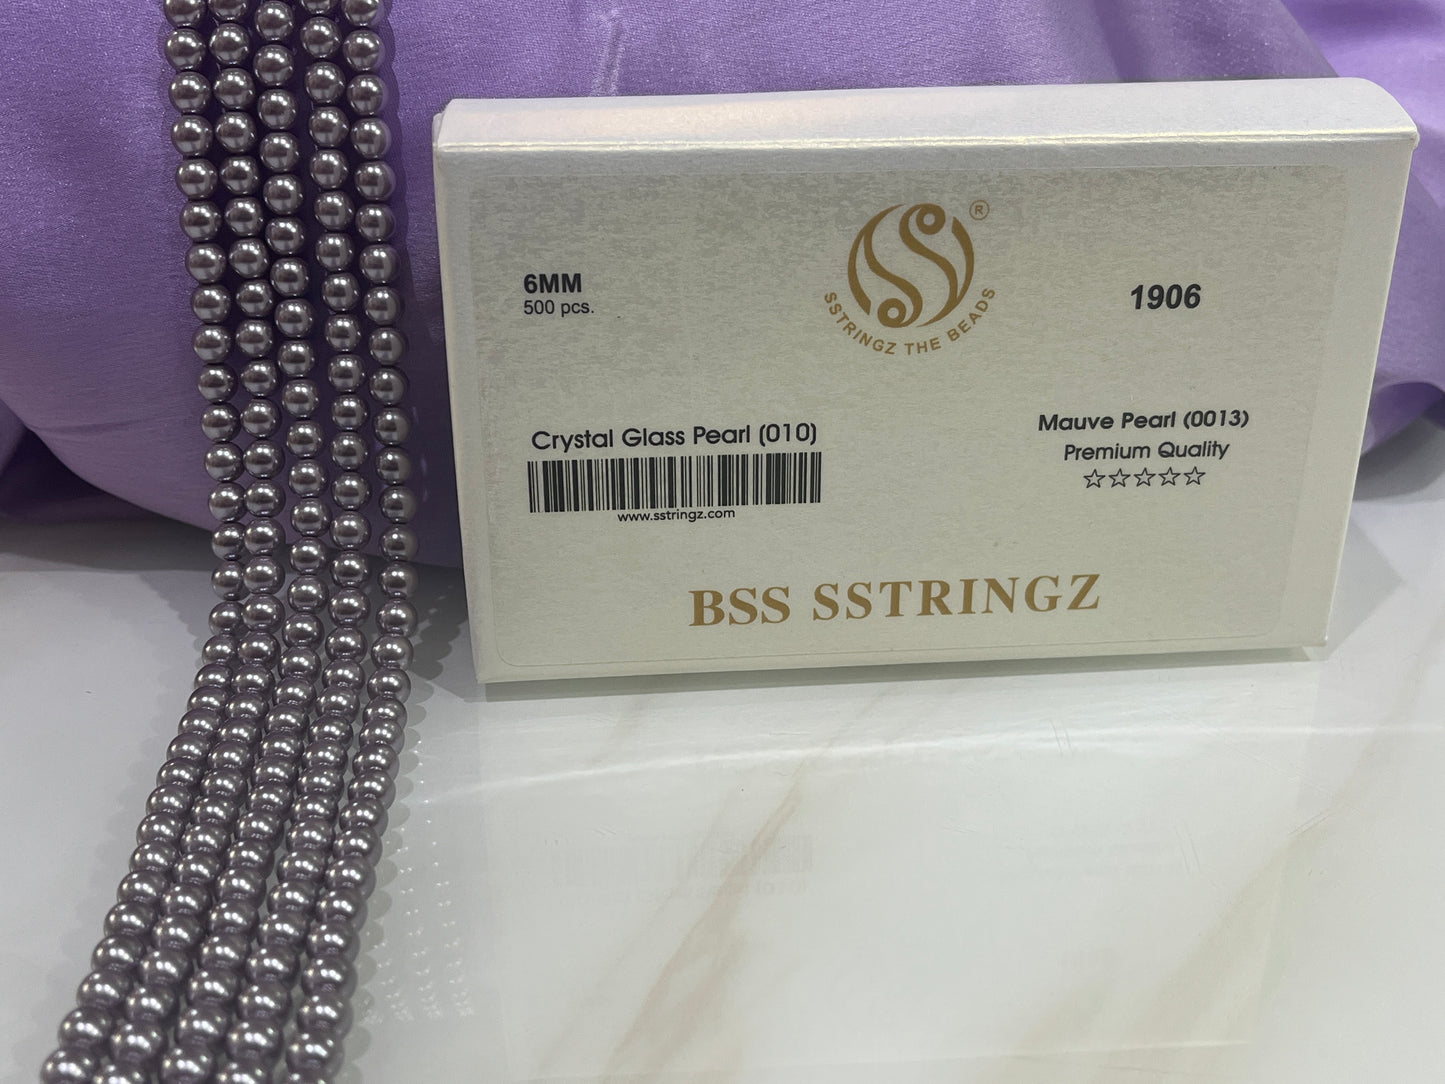 6MM
500 pcs.
®
SSTRINGZ THE BEADS
1906
Crystal Glass Pearl (010)
www.sstringz.com
Mauve Pearl (0013)
Premium Quality
☆☆☆☆☆
BSS SSTRINGZ